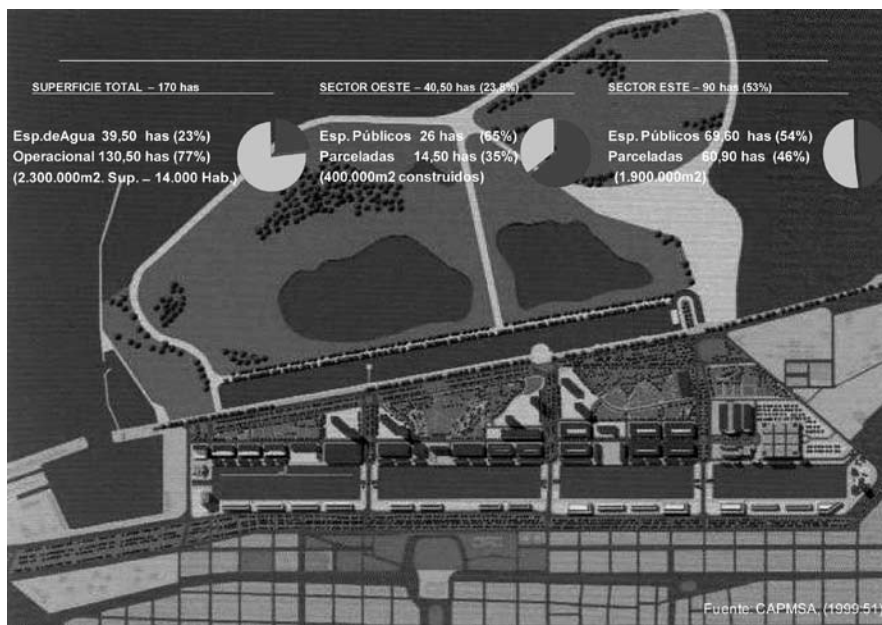 SUPERFICIE TOTAL – 170 has
Esp.deAgua 39,50 has (23%)
Operacional 130,50 has (77%)
(2.300.000m2. Sup. – 14.000 Hab.)
SECTOR OESTE – 40,50 has (23,8%)
Esp. Públicos 26 has (65%)
Parceladas 14,50 has (35%)
(400.000m2 construidos)
SECTOR ESTE – 90 has (53%)
Esp. Públicos 69,60 has (54%)
Parceladas 60,90 has (46%)
(1.900.000m2)
Fuente: CAPMSA, (1999:51)